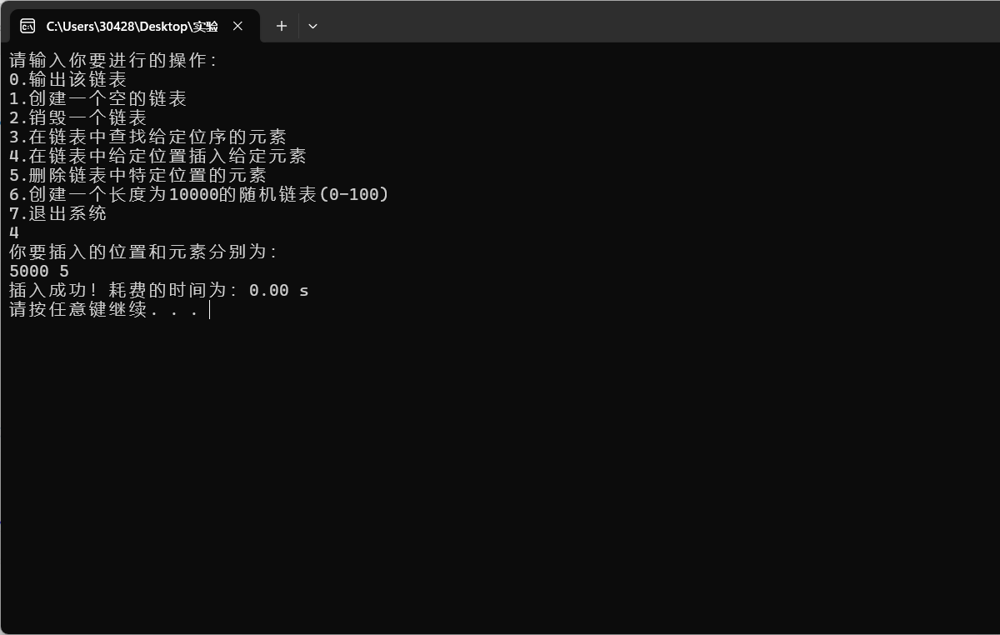 C:\Users\30428\Desktop\实验
请输入你要进行的操作：
0.输出该链表
1.创建一个空的链表
2.销毁一个链表
3.在链表中查找给定位序的元素
4.在链表中给定位置插入给定元素
5.删除链表中特定位置的元素
6.创建一个长度为10000的随机链表(0-100)
7.退出系统
4
你要插入的位置和元素分别为：
5000 5
插入成功！耗费的时间为：0.00 s
请按任意键继续. . .